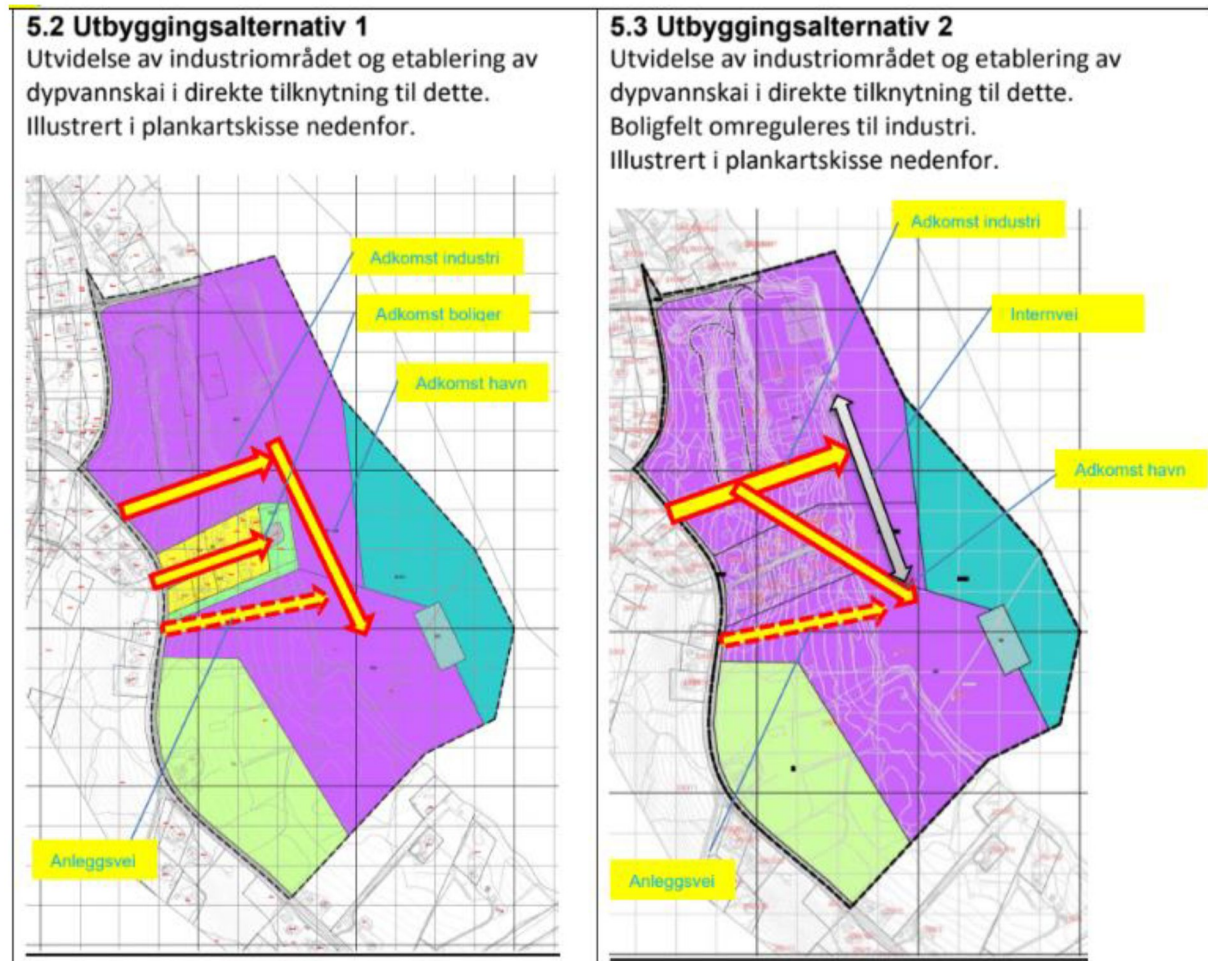 5.2 Utbyggingsalternativ 1
Utvidelse av industriområdet og etablering av
dypvannskai i direkte tilknytning til dette.
Illustrert i plankartskisse nedenfor.
Adkomst industri
Adkomst boliger
Adkomst havn
Anleggsvei
5.3 Utbyggingsalternativ 2
Utvidelse av industriområdet og etablering av
dypvannskai i direkte tilknytning til dette.
Boligfelt omreguleres til industri.
Illustrert i plankartskisse nedenfor.
Adkomst industri
Internvei
Adkomst havn
Anleggsvei